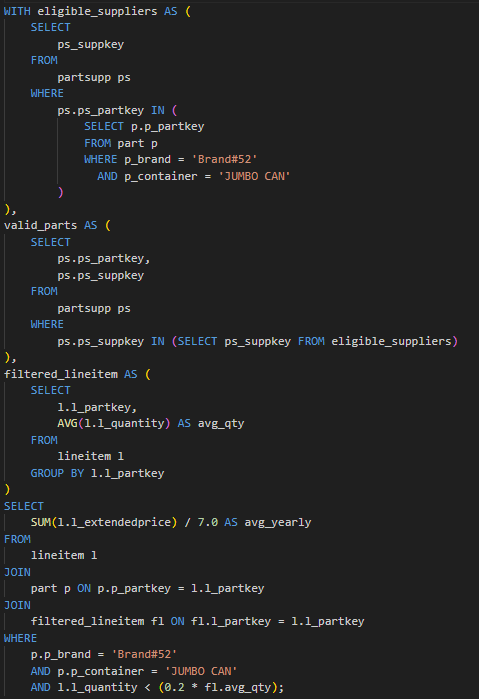 WITH eligible_suppliers AS (
    SELECT
        ps_suppkey
    FROM
        partsupp ps
    WHERE
        ps.ps_partkey IN (
            SELECT p.p_partkey
            FROM part p
            WHERE p_brand = 'Brand#52'
              AND p_container = 'JUMBO CAN'
        )
),
valid_parts AS (
    SELECT
        ps.ps_partkey,
        ps.ps_suppkey
    FROM
        partsupp ps
    WHERE
        ps.ps_suppkey IN (SELECT ps_suppkey FROM eligible_suppliers)
),
filtered_lineitem AS (
    SELECT
        l.l_partkey,
        AVG(l.l_quantity) AS avg_qty
    FROM
        lineitem l
    GROUP BY l.l_partkey
)
SELECT
    SUM(l.l_extendedprice) / 7.0 AS avg_yearly
FROM
    lineitem l
JOIN
    part p ON p.p_partkey = l.l_partkey
JOIN
    filtered_lineitem fl ON fl.l_partkey = l.l_partkey
WHERE
    p.p_brand = 'Brand#52'
    AND p.p_container = 'JUMBO CAN'
    AND l.l_quantity < (0.2 * fl.avg_qty);